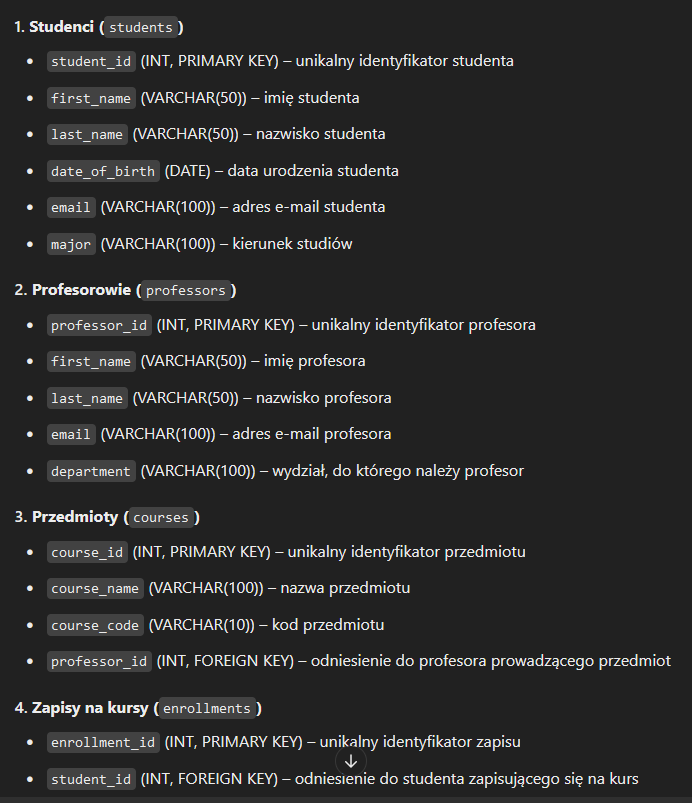 1. Studenci (students)
• student_id (INT, PRIMARY KEY) – unikalny identyfikator studenta
• first_name (VARCHAR(50)) – imię studenta
• last_name (VARCHAR(50)) – nazwisko studenta
• date_of_birth (DATE) – data urodzenia studenta
• email (VARCHAR(100)) – adres e-mail studenta
• major (VARCHAR(100)) – kierunek studiów
2. Profesorowie (professors)
• professor_id (INT, PRIMARY KEY) – unikalny identyfikator profesora
• first_name (VARCHAR(50)) – imię profesora
• last_name (VARCHAR(50)) – nazwisko profesora
• email (VARCHAR(100)) – adres e-mail profesora
• department (VARCHAR(100)) – wydział, do którego należy profesor
3. Przedmioty (courses)
• course_id (INT, PRIMARY KEY) – unikalny identyfikator przedmiotu
• course_name (VARCHAR(100)) – nazwa przedmiotu
• course_code (VARCHAR(10)) – kod przedmiotu
• professor_id (INT, FOREIGN KEY) – odniesienie do profesora prowadzącego przedmiot
4. Zapisy na kursy (enrollments)
• enrollment_id (INT, PRIMARY KEY) – unikalny identyfikator zapisu
• student_id (INT, FOREIGN KEY) – odniesienie do studenta zapisującego się na kurs